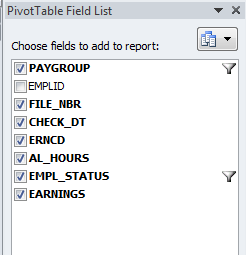 PivotTable Field List
Choose fields to add to report:
PAYGROUP
EMPLID
FILE_NBR
CHECK_DT
ERNCD
AL_HOURS
EMPL_STATUS
EARNINGS